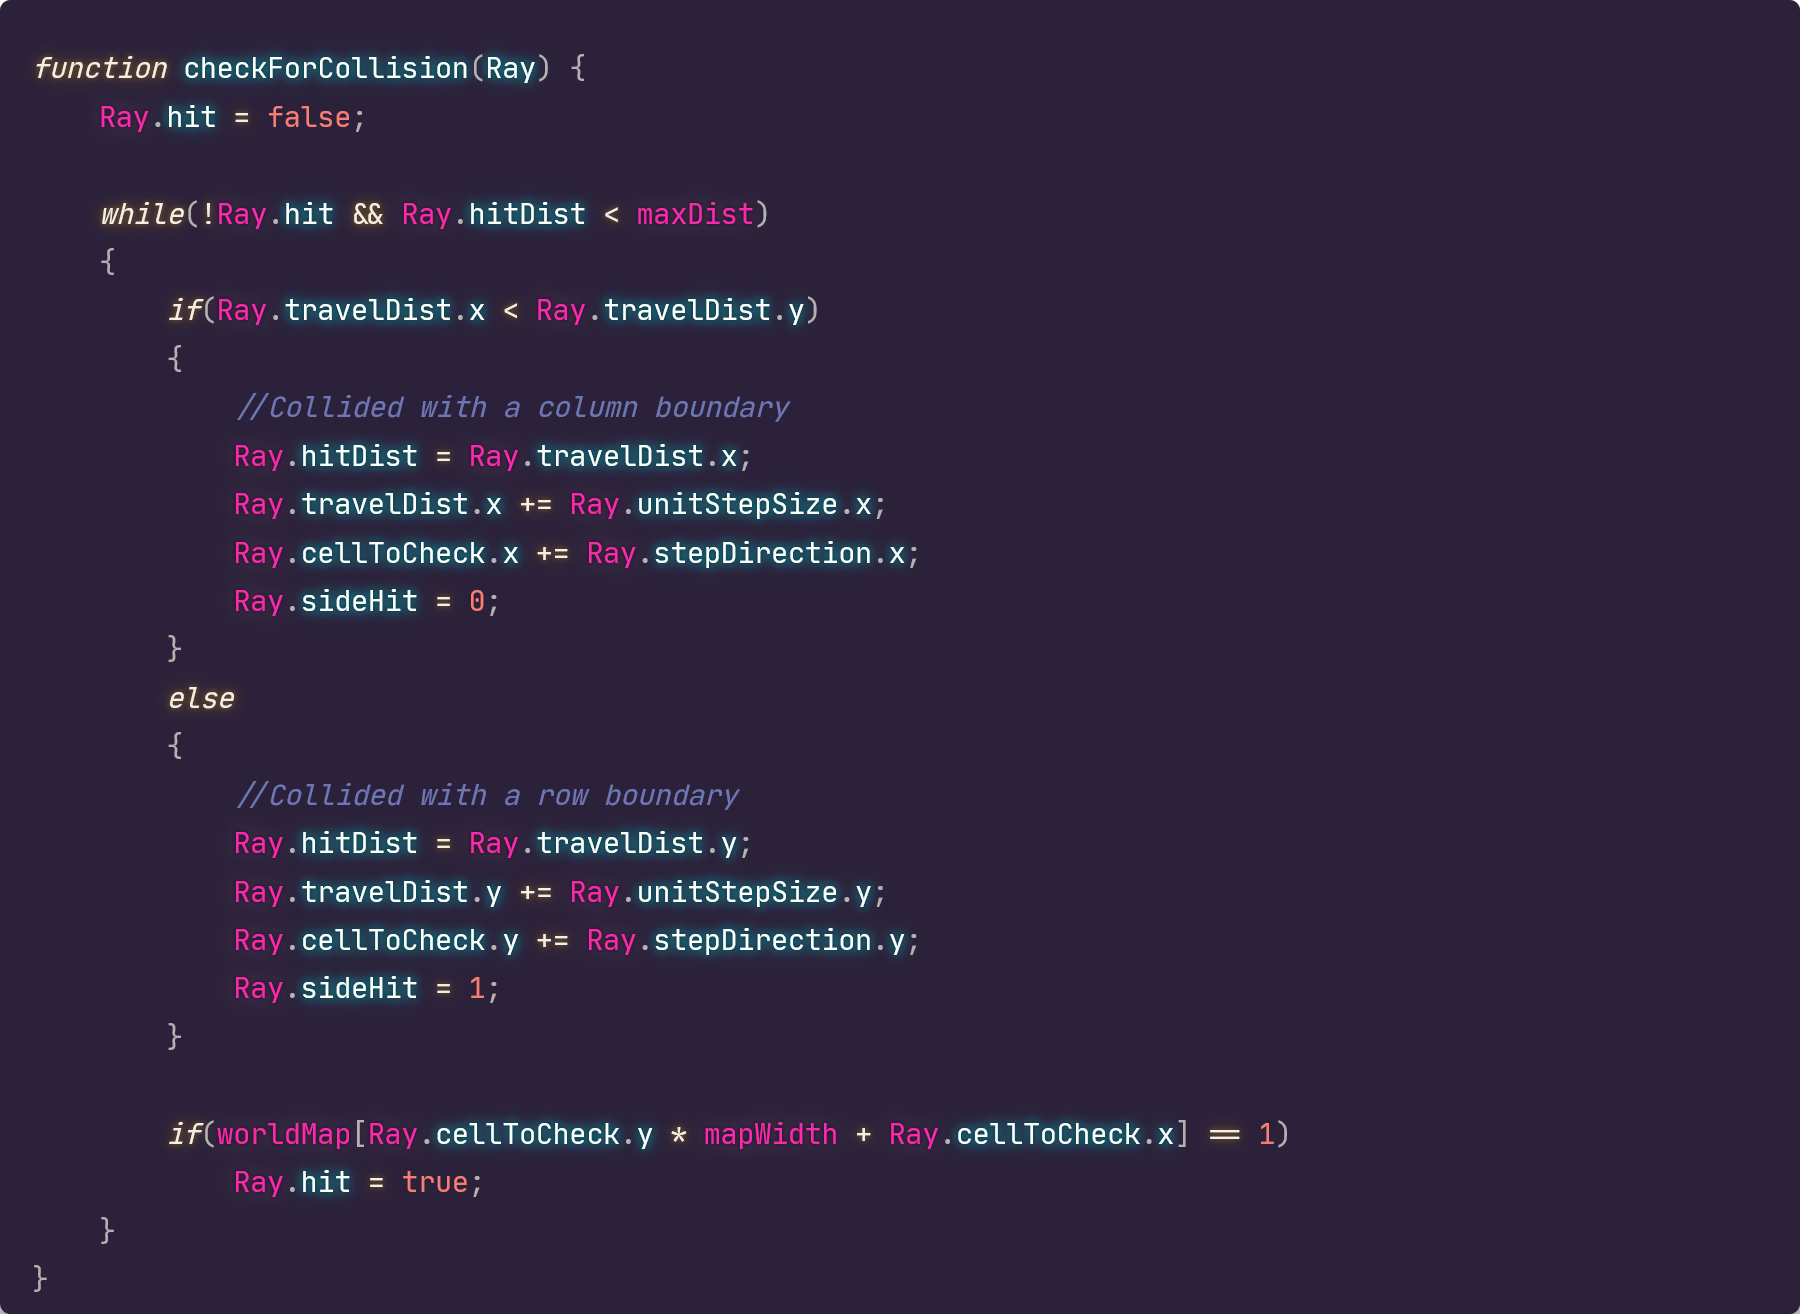 function checkForCollision(Ray) {
    Ray.hit = false;

    while(!Ray.hit && Ray.hitDist < maxDist)
    {
        if(Ray.travelDist.x < Ray.travelDist.y)
        {
            //Collided with a column boundary
            Ray.hitDist = Ray.travelDist.x;
            Ray.travelDist.x += Ray.unitStepSize.x;
            Ray.cellToCheck.x += Ray.stepDirection.x;
            Ray.sideHit = 0;
        }
        else
        {
            //Collided with a row boundary
            Ray.hitDist = Ray.travelDist.y;
            Ray.travelDist.y += Ray.unitStepSize.y;
            Ray.cellToCheck.y += Ray.stepDirection.y;
            Ray.sideHit = 1;
        }

        if(worldMap[Ray.cellToCheck.y * mapWidth + Ray.cellToCheck.x] == 1)
            Ray.hit = true;
    }
}